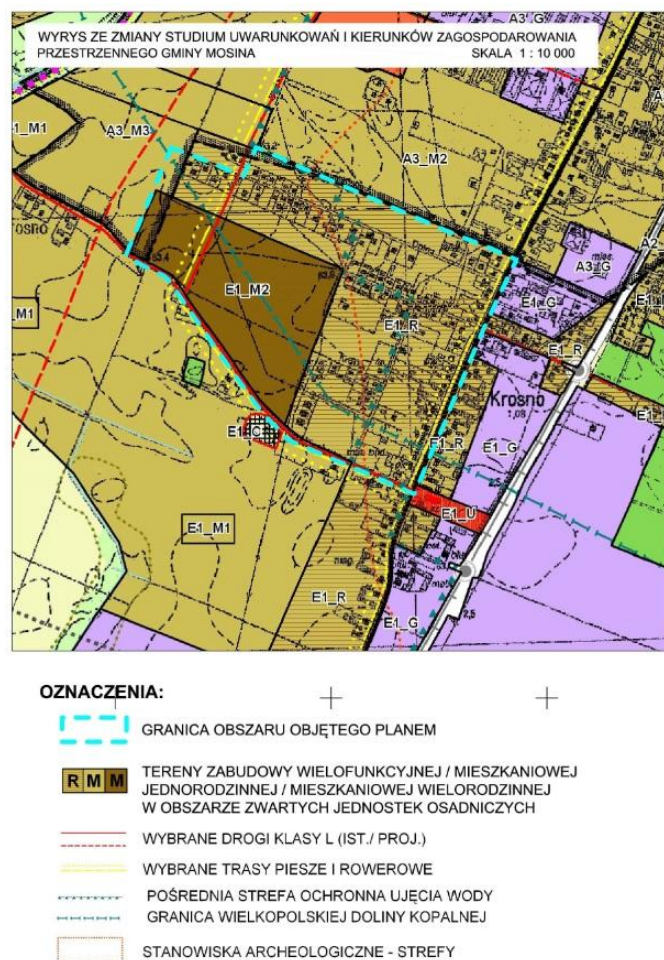 WYRYS ZE ZMIANY STUDIUM UWARUNKOWAŃ I KIERUNKÓW ZAGOSPODAROWANIA
PRZESTRZENNEGO GMINY MOSINA SKALA 1 : 10 000
A3_G
A3_M3
A3_M2
A3_G
E1_G
E1_M2
E1_R
E1_R
Krosno
E1_C
E1_R
E1_G
E1_M1
E1_U
E1_R
E1_G
OZNACZENIA:
GRANICA OBSZARU OBJĘTEGO PLANEM
R M M
TERENY ZABUDOWY WIELOFUNKCYJNEJ / MIESZKANIOWEJ
JEDNORODZINNEJ / MIESZKANIOWEJ WIELORODZINNEJ
W OBSZARZE ZWARTYCH JEDNOSTEK OSADNICZYCH
WYBRANE DROGI KLASY L (IST./ PROJ.)
WYBRANE TRASY PIESZE I ROWEROWE
POŚREDNIA STREFA OCHRONNA UJĘCIA WODY
GRANICA WIELKOPOLSKIEJ DOLINY KOPALNEJ
STANOWISKA ARCHEOLOGICZNE - STREFY